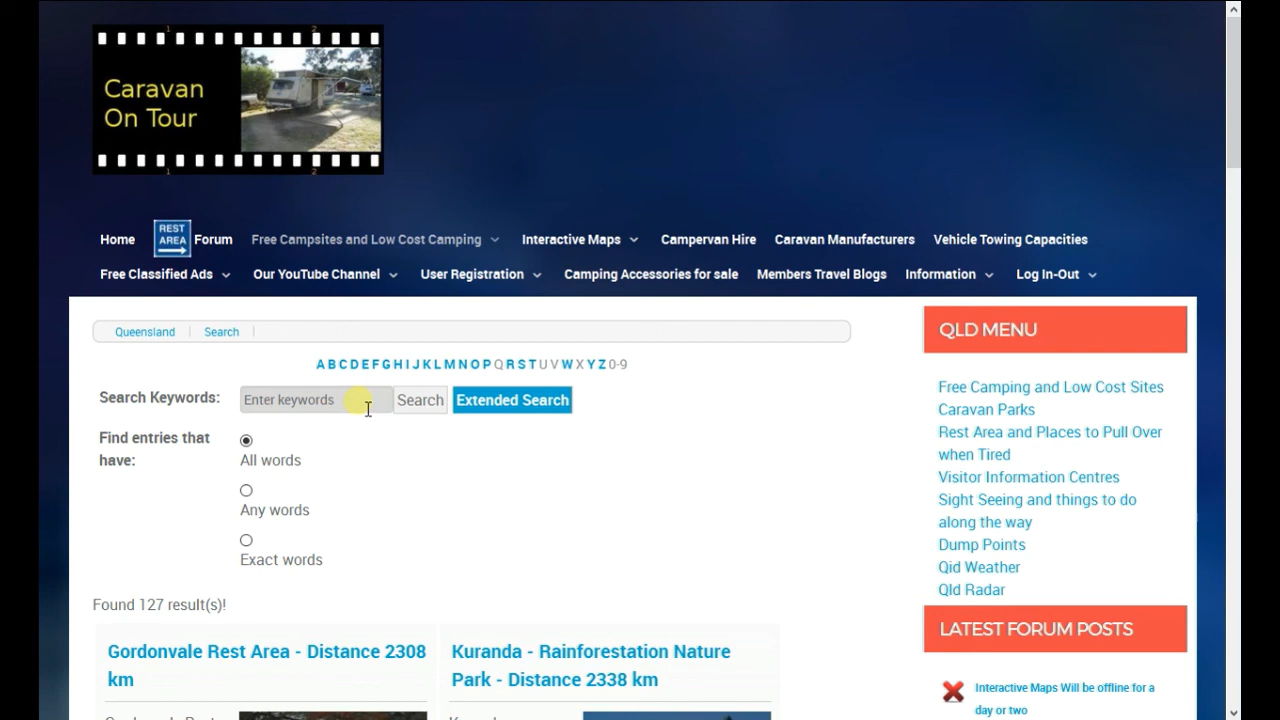 Caravan
On Tour
Home
REST
AREA
Forum
Free Campsites and Low Cost Camping
Interactive Maps
Campervan Hire
Caravan Manufacturers
Vehicle Towing Capacities
Free Classified Ads
Our YouTube Channel
User Registration
Camping Accessories for sale
Members Travel Blogs
Information
Log In-Out
Queensland | Search |
A B C D E F G H I J K L M N O P Q R S T U V W X Y Z 0-9
Search Keywords:
Enter keywords
Search
Extended Search
Find entries that
have:
All words
Any words
Exact words
Found 127 result(s)!
Gordonvale Rest Area - Distance 2308
km
Kuranda - Rainforestation Nature
Park - Distance 2338 km
QLD MENU
Free Camping and Low Cost Sites
Caravan Parks
Rest Area and Places to Pull Over
when Tired
Visitor Information Centres
Sight Seeing and things to do
along the way
Dump Points
Qid Weather
Qld Radar
LATEST FORUM POSTS
Interactive Maps Will be offline for a
day or two